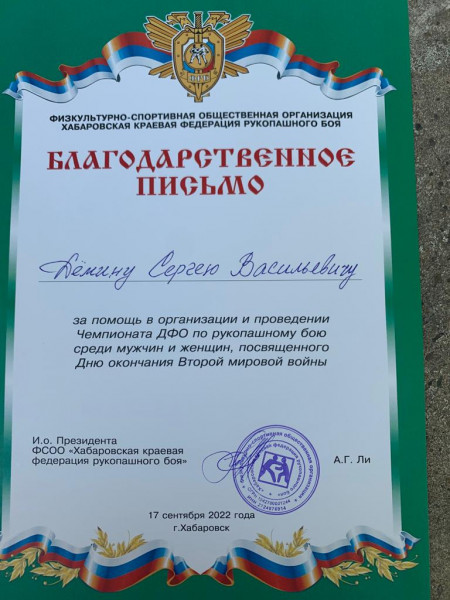 ФИЗКУЛЬТУРНО-СПОРТИВНАЯ ОБЩЕСТВЕННАЯ ОРГАНИЗАЦИЯ
ХАБАРОВСКАЯ КРАЕВАЯ ФЕДЕРАЦИЯ РУКОПАШНОГО БОЯ
БЛАГОДАРСТВЕННОЕ
ПИСЬМО
Дёмину Сергею Васильевичу
за помощь в организации и проведении
Чемпионата ДФО по рукопашному бою
среди мужчин и женщин, посвященного
Дню окончания Второй мировой войны
И.о. Президента
ФСОО «Хабаровская краевая
федерация рукопашного боя»
А.Г. Ли
17 сентября 2022 года
г.Хабаровск